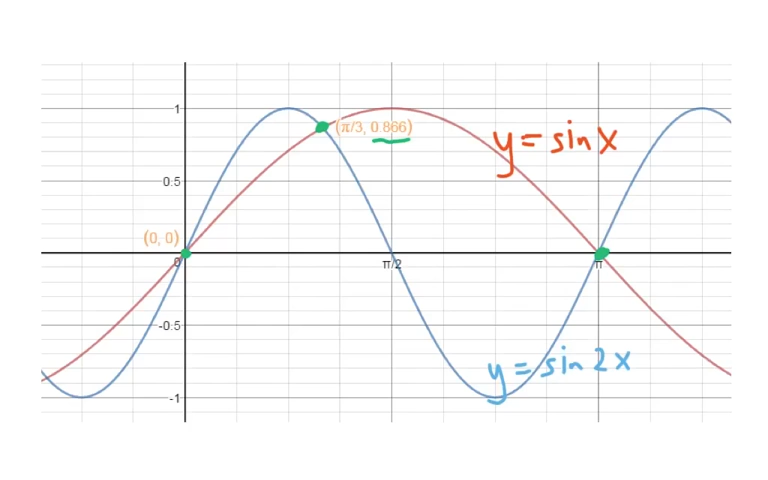 1
(π/3, 0.866)
y = sin x
0.5
(0, 0)
0
π/2
π
-0.5
y = sin 2x
-1